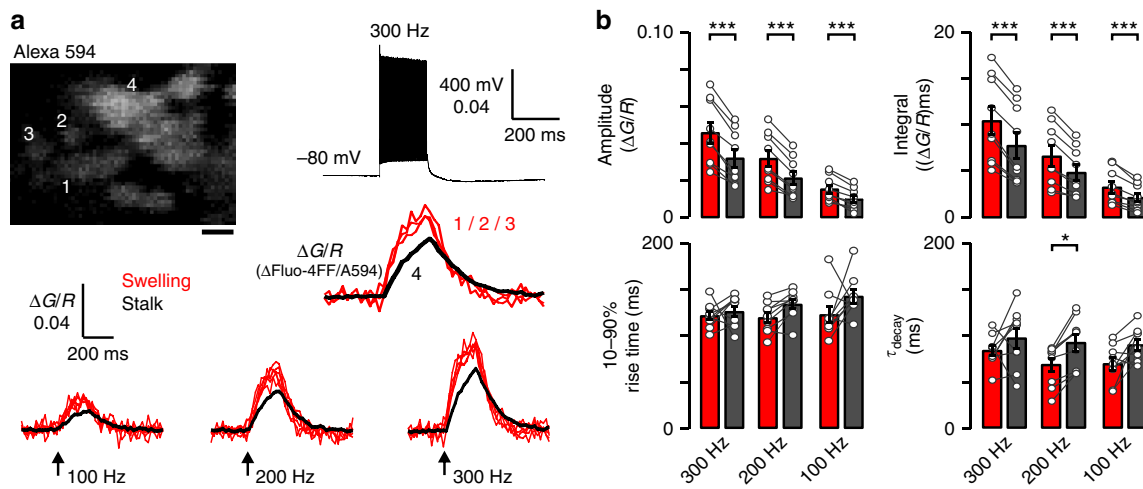 a
Alexa 594
4
3
2
1
300 Hz
400 mV
0.04
200 ms
–80 mV
1 / 2 / 3
ΔG/R
(ΔFluo-4FF/A594)
4
Swelling
Stalk
ΔG/R
0.04
200 ms
100 Hz
200 Hz
300 Hz
b
0.10
Amplitude
(ΔG/R)
0
*** *** ***
20
Integral
((ΔG/R)ms)
0
*** *** ***
200
10–90%
rise time (ms)
0
300 Hz
200 Hz
100 Hz
200
τdecay
(ms)
0
*
300 Hz
200 Hz
100 Hz